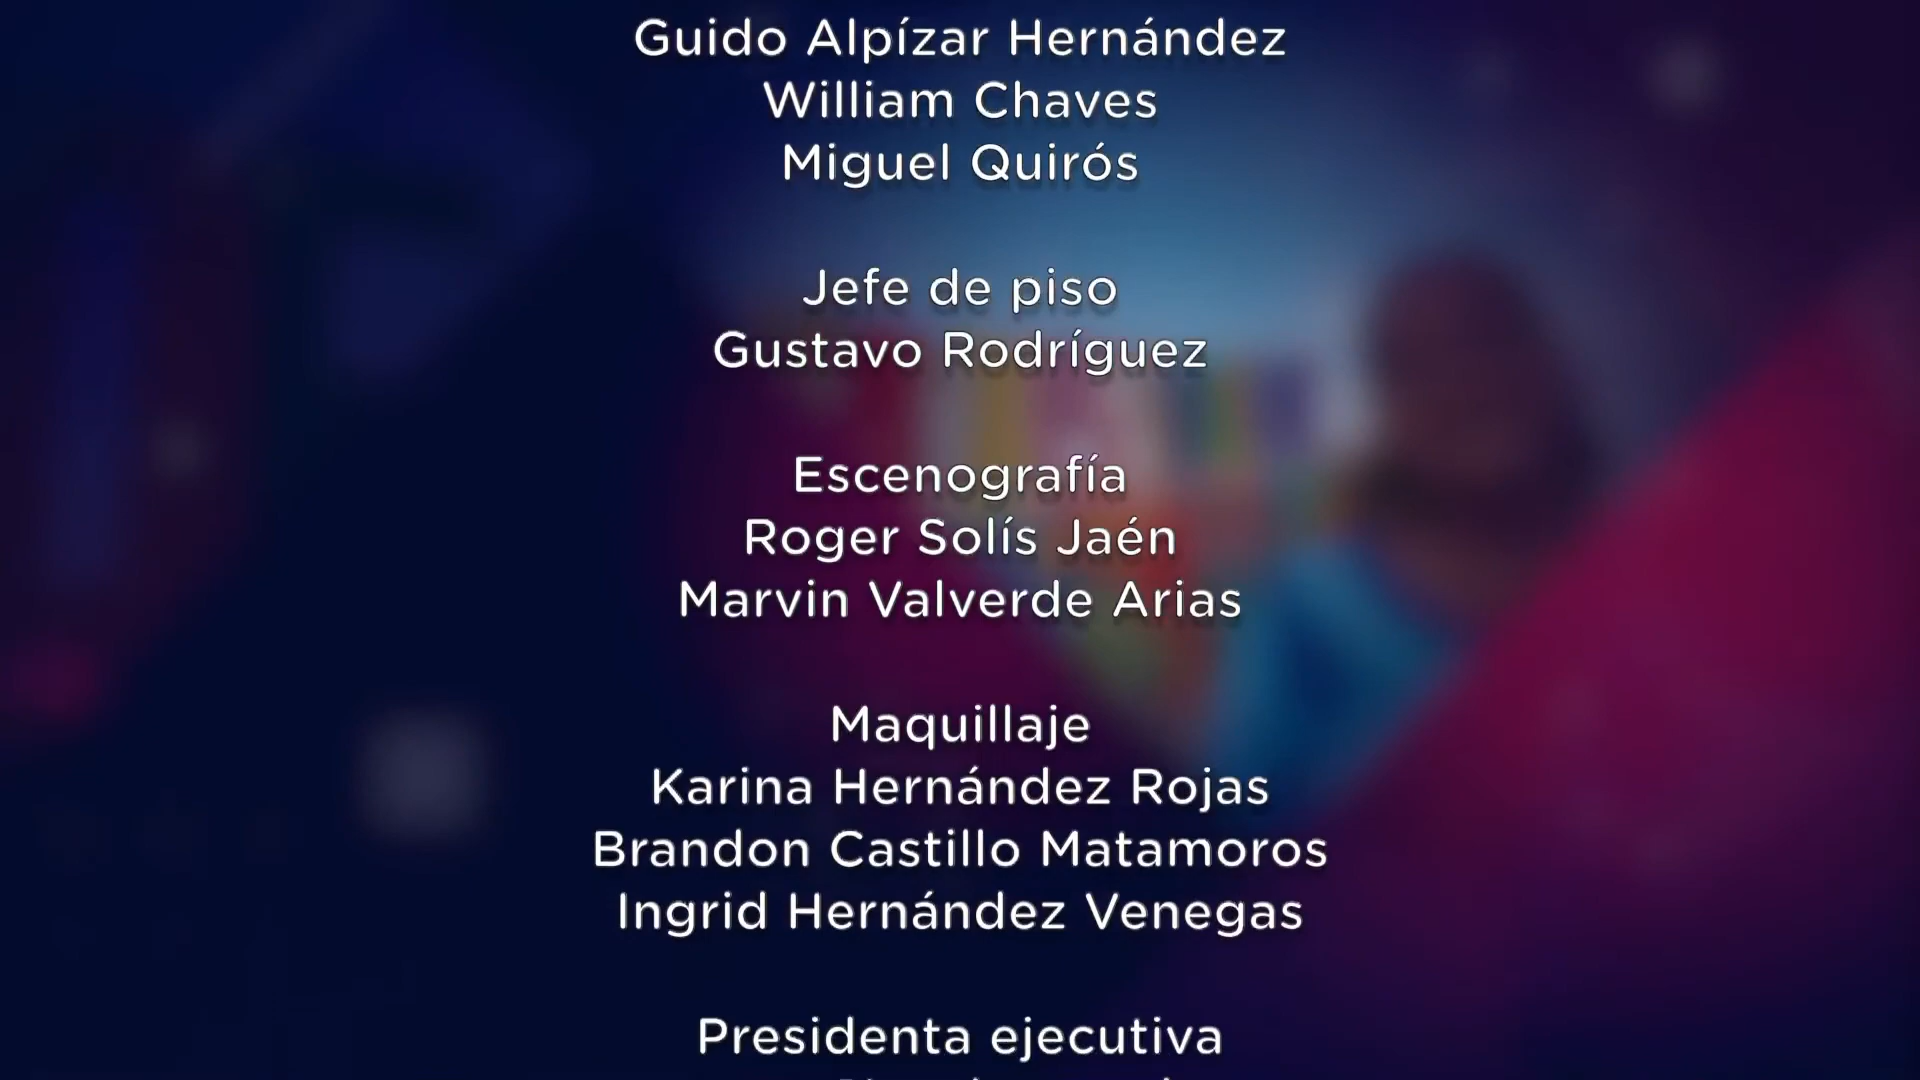 Guido Alpízar Hernández
William Chaves
Miguel Quirós
Jefe de piso
Gustavo Rodríguez
Escenografía
Roger Solís Jaén
Marvin Valverde Arias
Maquillaje
Karina Hernández Rojas
Brandon Castillo Matamoros
Ingrid Hernández Venegas
Presidenta ejecutiva